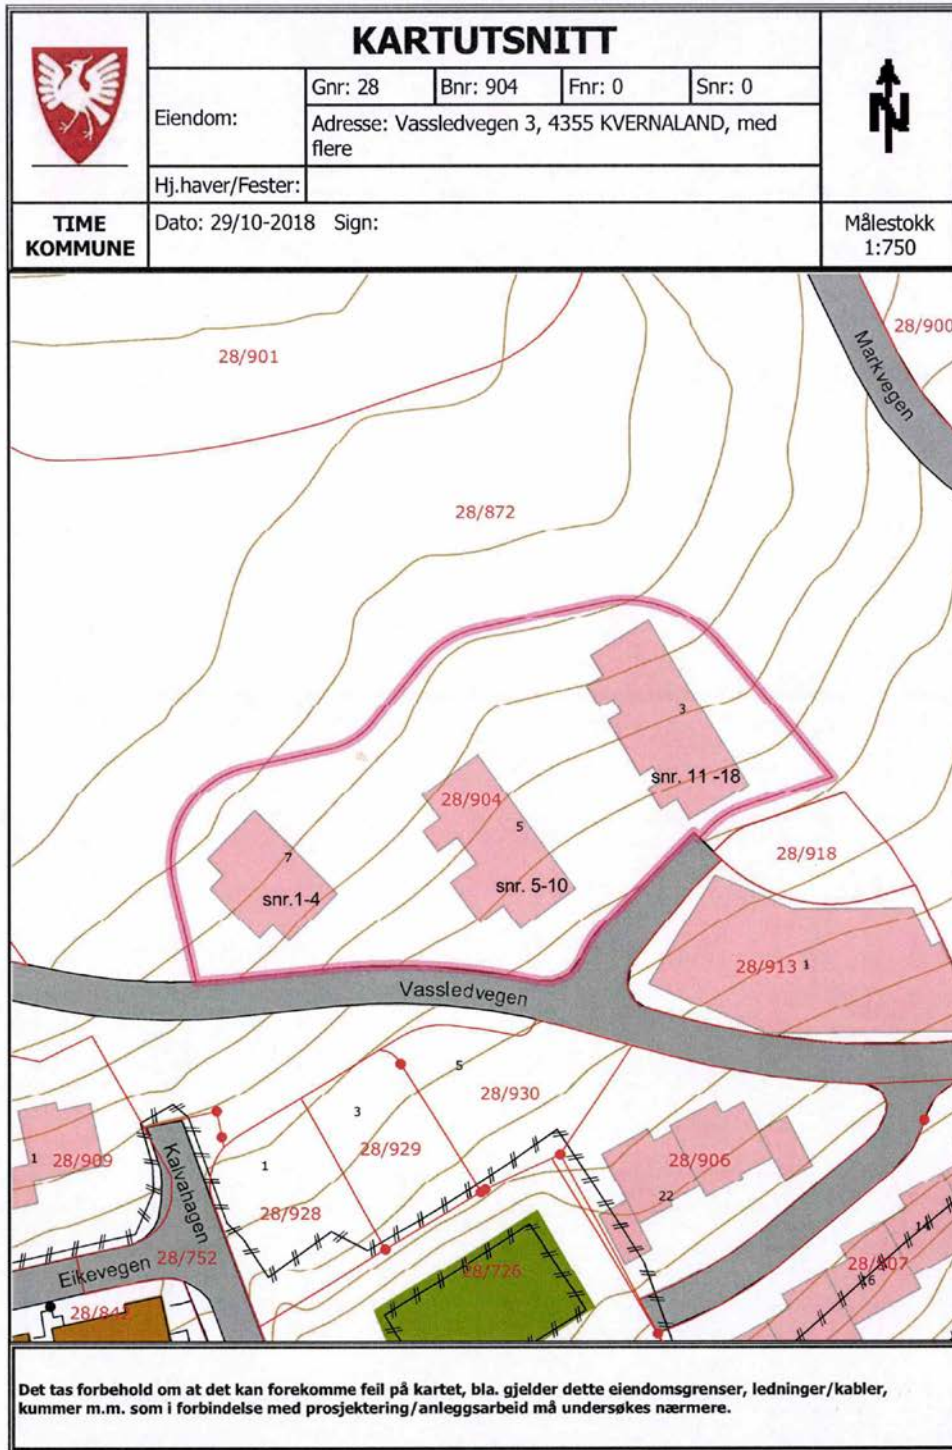 KARTUTSNITT
Eiendom:
Gnr: 28
Bnr: 904
Fnr: 0
Snr: 0
Adresse: Vassledvegen 3, 4355 KVERNALAND, med
flere
Hj.haver/Fester:
N
TIME
KOMMUNE
Dato: 29/10-2018 Sign:
Målestokk
1:750
28/900
Markvegen
28/901
28/872
3
snr. 11 -18
28/904
5
snr. 5-10
7
snr.1-4
28/918
28/913 1
Vassledvegen
5
28/930
3
28/929
1
28/928
1
28/909
Kalvahagen
28/906
22
28/752
Eikevegen
28/726
28/907
14
16
Det tas forbehold om at det kan forekomme feil på kartet, bla. gjelder dette eiendomsgrenser, ledninger/kabler,
kummer m.m. som i forbindelse med prosjektering/anleggsarbeid må undersøkes nærmere.